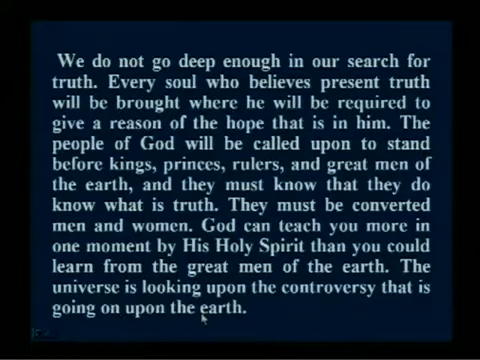 We do not go deep enough in our search for
truth. Every soul who believes present truth
will be brought where he will be required to
give a reason of the hope that is in him. The
people of God will be called upon to stand
before kings, princes, rulers, and great men of
the earth, and they must know that they do
know what is truth. They must be converted
men and women. God can teach you more in
one moment by His Holy Spirit than you could
learn from the great men of the earth. The
universe is looking upon the controversy that is
going on upon the earth.